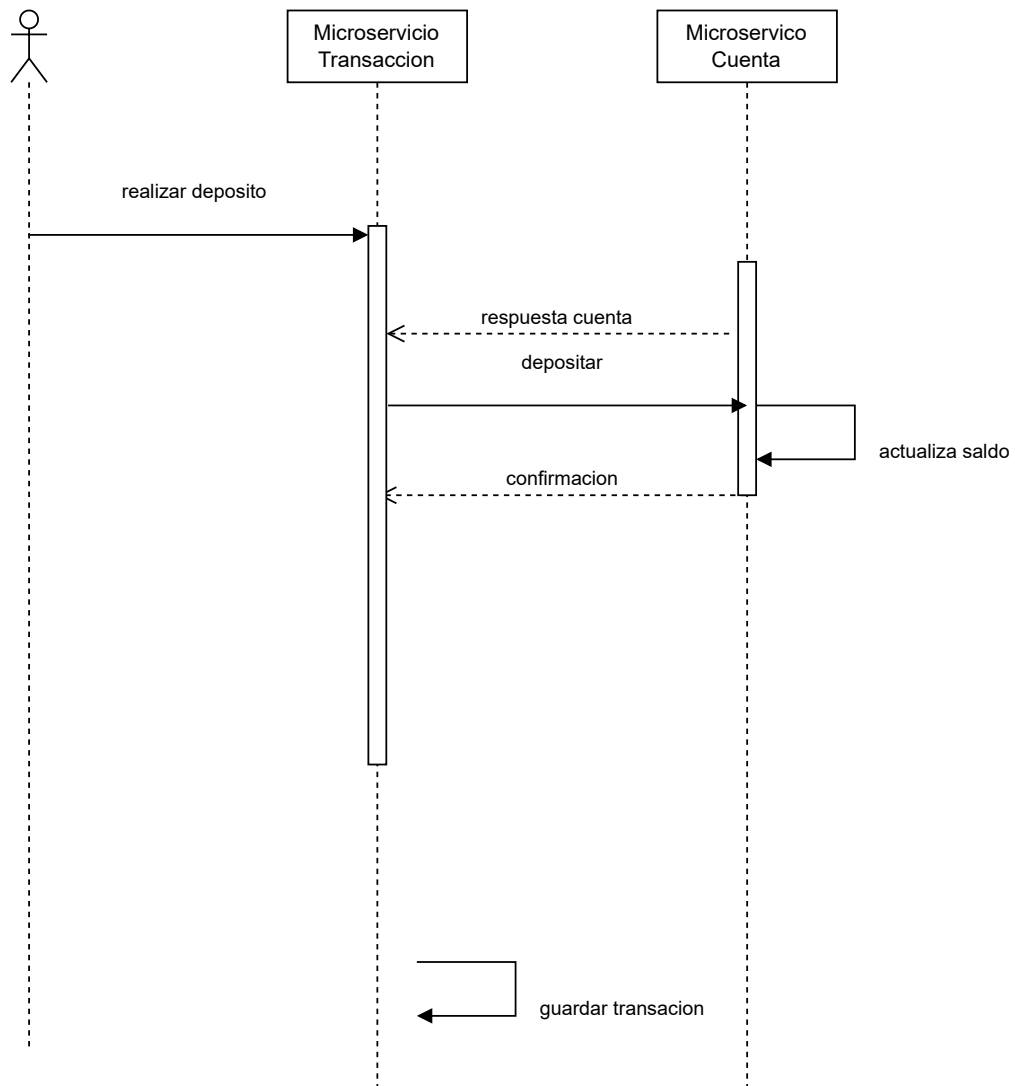 Microservicio
Transaccion
Microservico
Cuenta
realizar deposito
respuesta cuenta
depositar
actualiza saldo
confirmacion
guardar transacion